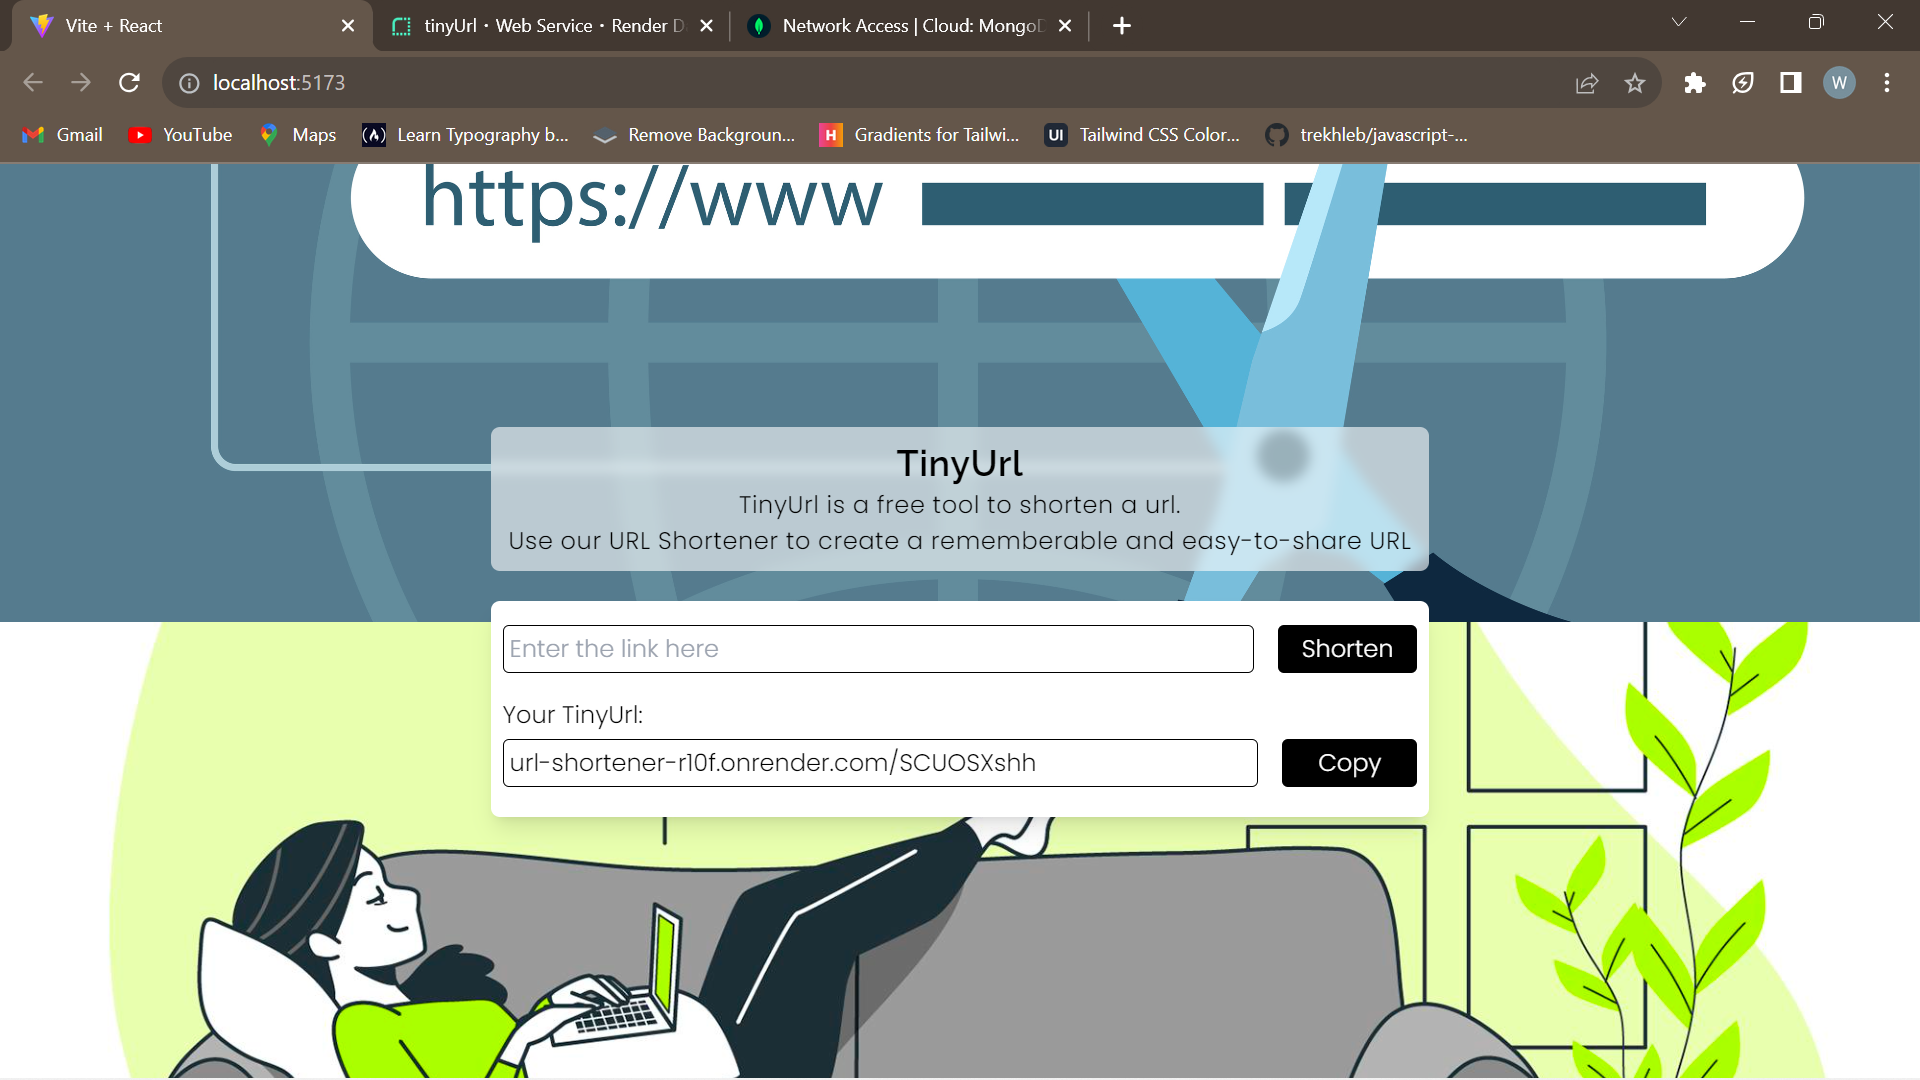 Vite + React
tinyUrl · Web Service · Render D
Network Access | Cloud: MongoD
localhost:5173
W
Gmail
YouTube
Maps
Learn Typography b...
Remove Backgroun...
H
Gradients for Tailwi...
UI
Tailwind CSS Color...
trekhleb/javascript-...
https://www
TinyUrl
TinyUrl is a free tool to shorten a url.
Use our URL Shortener to create a rememberable and easy-to-share URL
Enter the link here
Shorten
Your TinyUrl:
url-shortener-r10f.onrender.com/SCUOSXshh
Copy